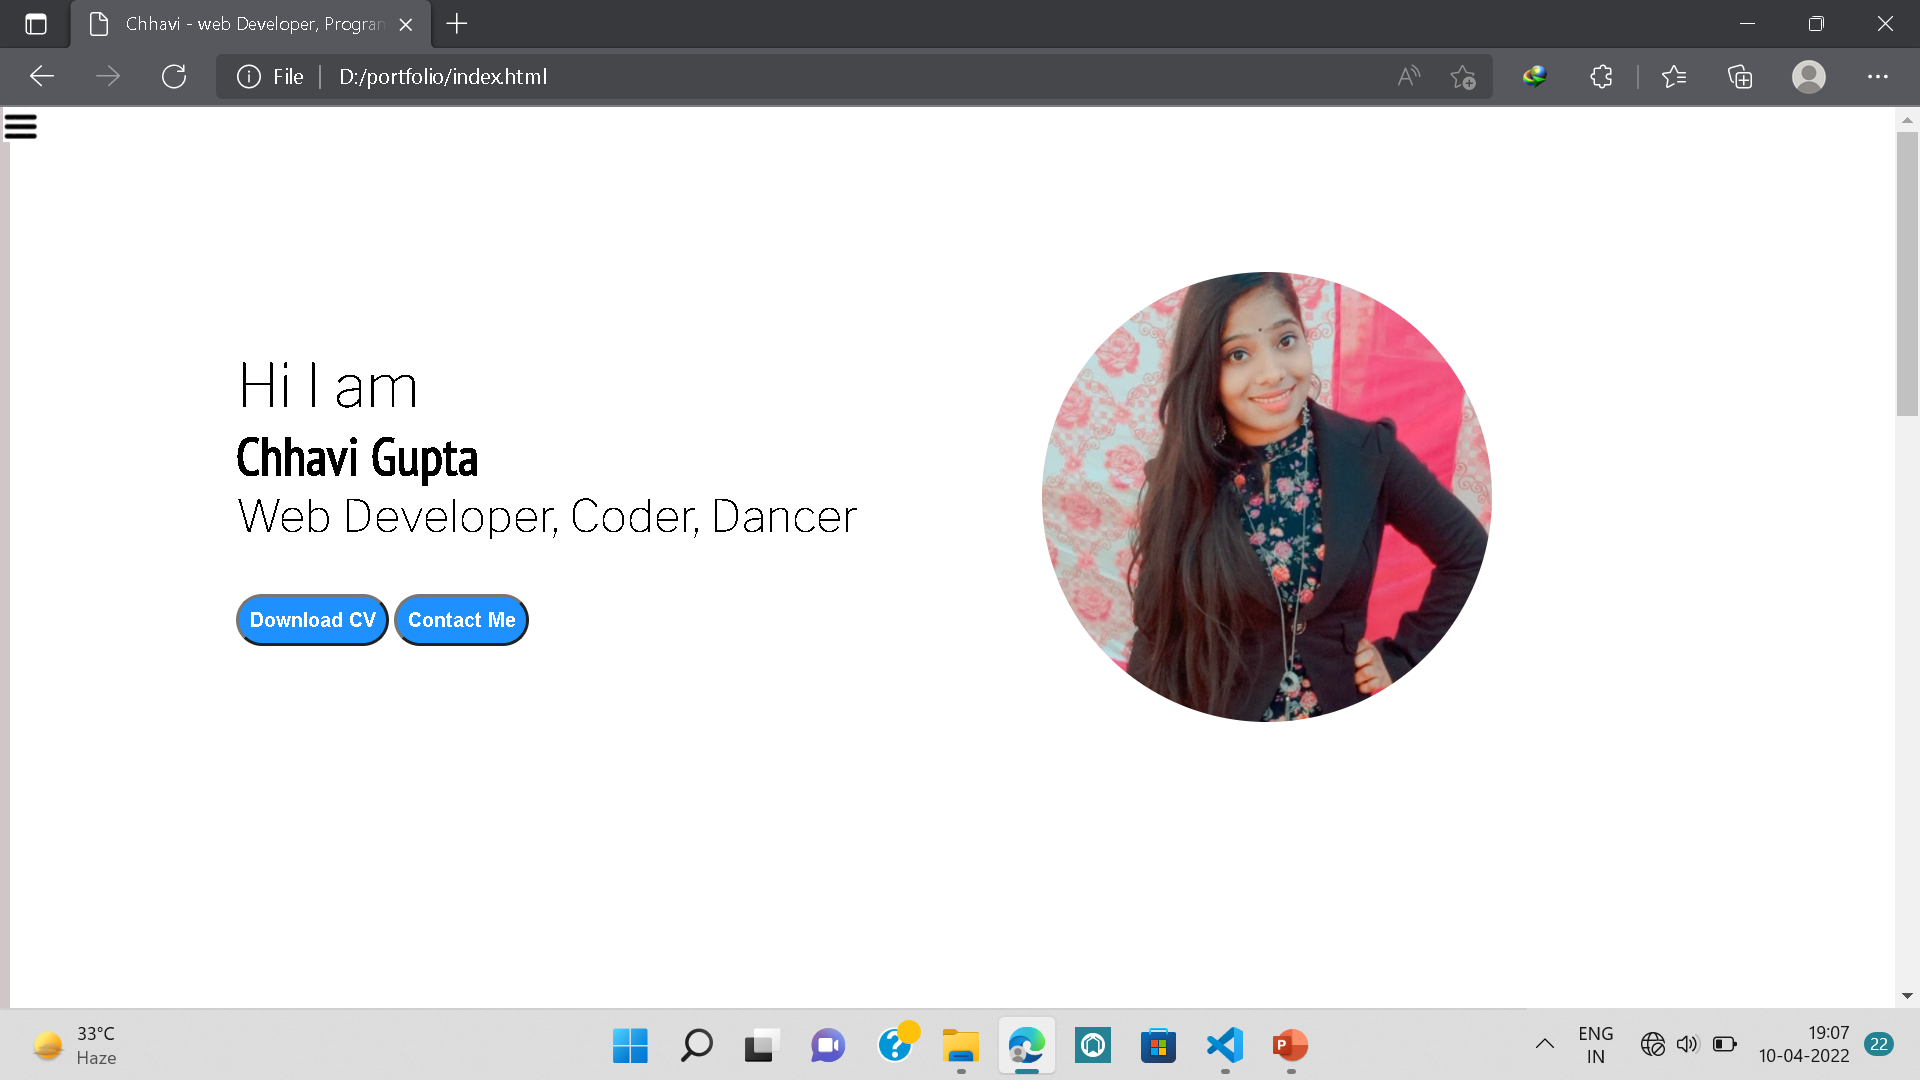 Chhavi - web Developer, Progran
File
D:/portfolio/index.html
Hi I am
Chhavi Gupta
Web Developer, Coder, Dancer
Download CV
Contact Me
33°C
Haze
ENG
IN
19:07
10-04-2022
22